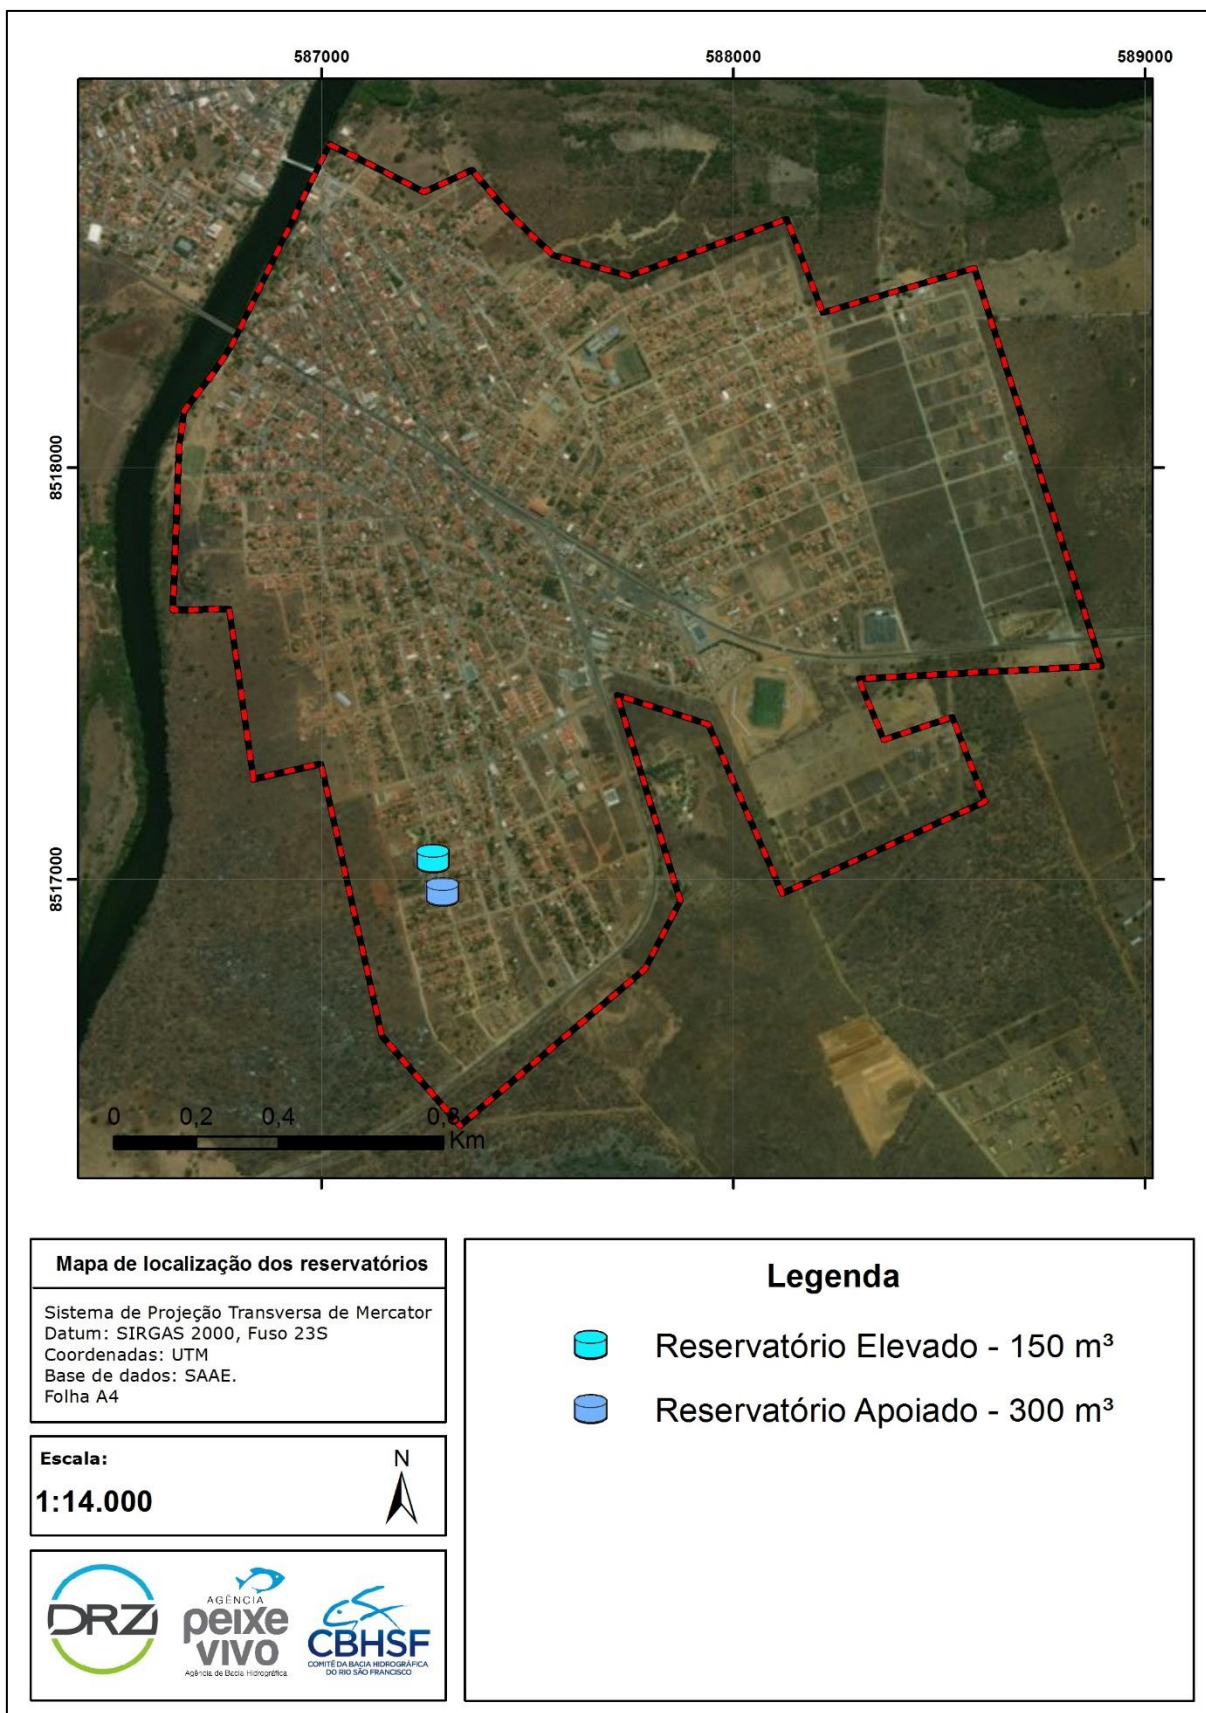 587000
588000
589000
8518000
8517000
0 0,2 0,4 0,8
Km
Mapa de localização dos reservatórios
Sistema de Projeção Transversa de Mercator
Datum: SIRGAS 2000, Fuso 23S
Coordenadas: UTM
Base de dados: SAAE.
Folha A4
Escala:
1:14.000
N
DRZ
AGÊNCIA
peixe
vivo
Agência de Bacia Hidrográfica
CBHSF
COMITÊ DA BACIA HIDROGRÁFICA
DO RIO SÃO FRANCISCO
Legenda
Reservatório Elevado - 150 m³
Reservatório Apoiado - 300 m³